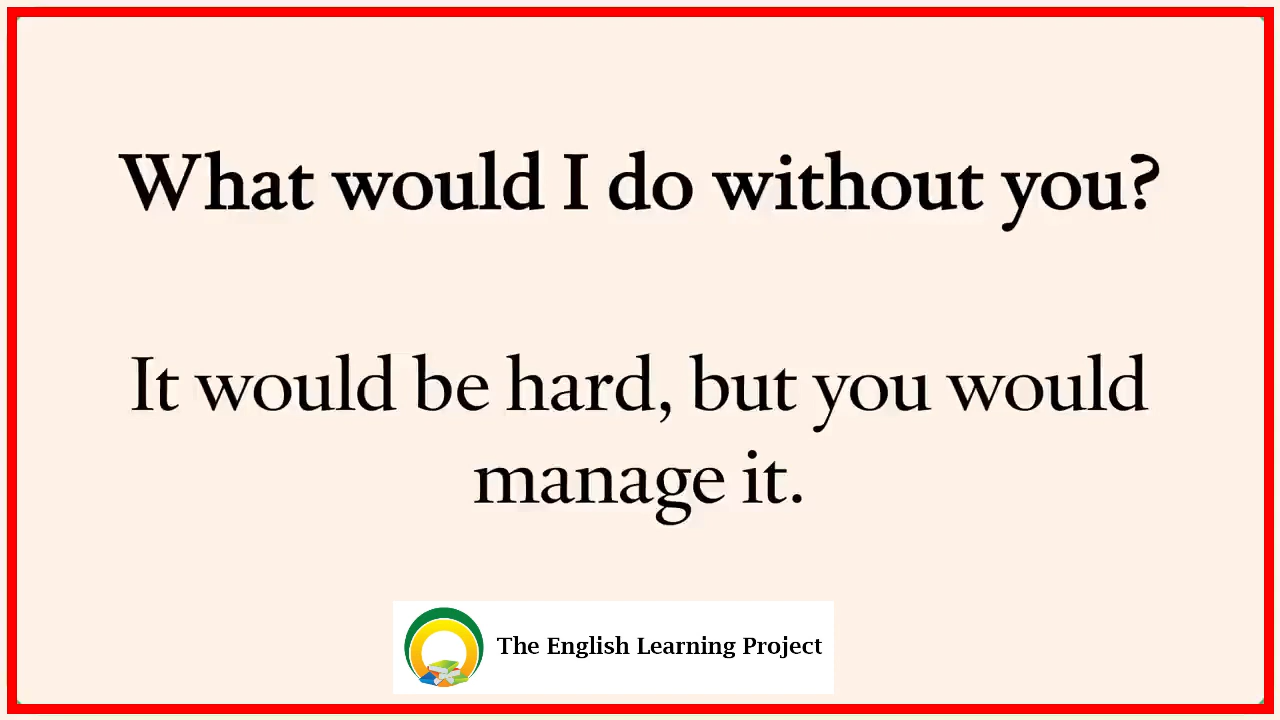 What would I do without you?
It would be hard, but you would
manage it.
The English Learning Project